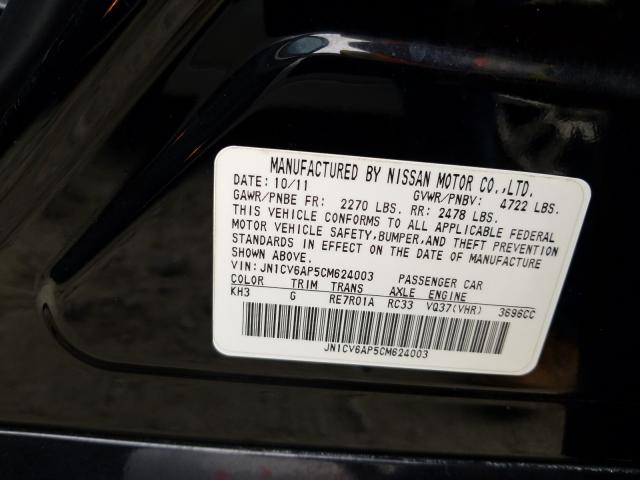 MANUFACTURED BY NISSAN MOTOR CO.,LTD.
DATE: 10/11 GVWR/PNBV: 4722 LBS.
GAWR/PNBE FR: 2270 LBS. RR: 2478 LBS.
THIS VEHICLE CONFORMS TO ALL APPLICABLE FEDERAL
MOTOR VEHICLE SAFETY,BUMPER,AND THEFT PREVENTION
STANDARDS IN EFFECT ON THE DATE OF MANUFACTURE
SHOWN ABOVE.
VIN: JN1CV6AP5CM624003 PASSENGER CAR
COLOR TRIM TRANS AXLE ENGINE
KH3 G RE7R01A RC33 VQ37(VHR) 3696CC
JN1CV6AP5CM624003